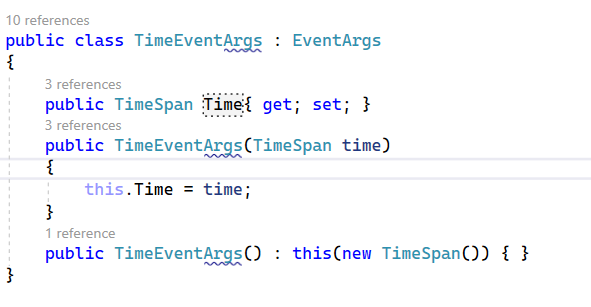 10 references
public class TimeEventArgs : EventArgs
{
3 references
public TimeSpan Time{ get; set; }
3 references
public TimeEventArgs(TimeSpan time)
{
this.Time = time;
}
1 reference
public TimeEventArgs() : this(new TimeSpan()) { }
}